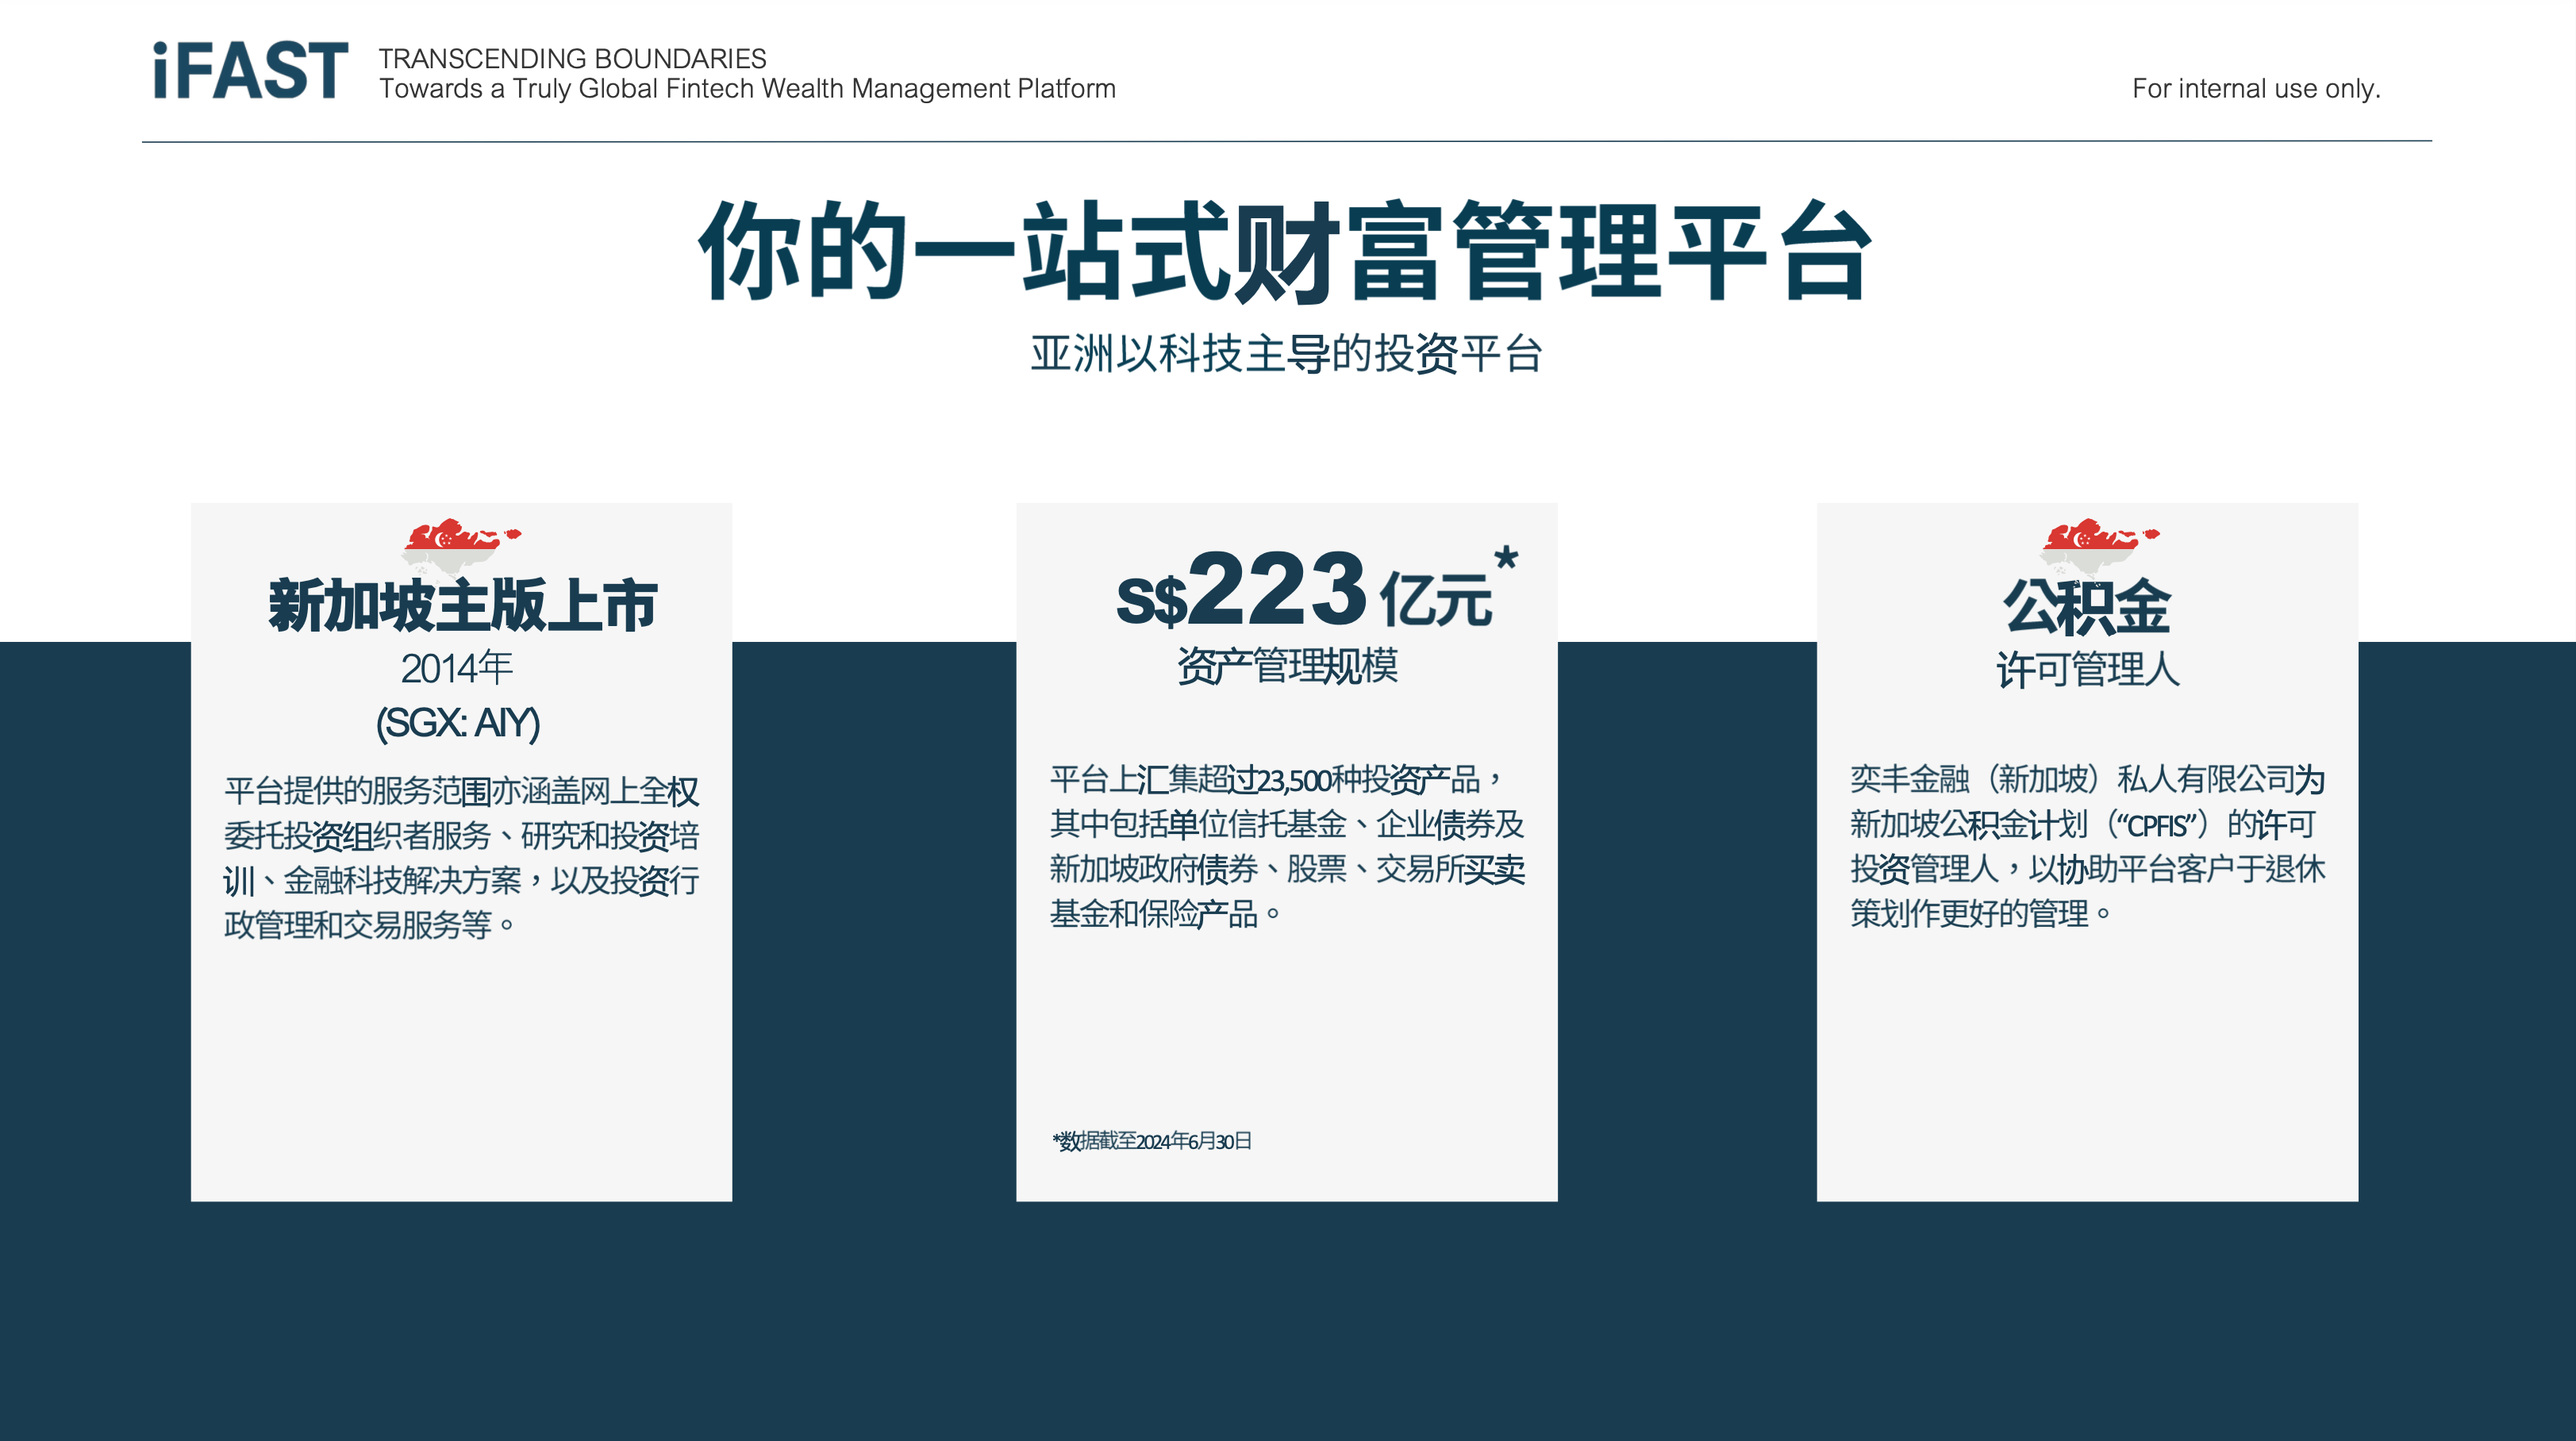 iFAST
TRANSCENDING BOUNDARIES
Towards a Truly Global Fintech Wealth Management Platform
For internal use only.
你的一站式财富管理平台
亚洲以科技主导的投资平台
新加坡主版上市
2014年
(SGX: AIY)
平台提供的服务范围亦涵盖网上全权
委托投资组织者服务、研究和投资培
训、金融科技解决方案，以及投资行
政管理和交易服务等。
S$223 亿元*
资产管理规模
平台上汇集超过23,500种投资产品，
其中包括单位信托基金、企业债券及
新加坡政府债券、股票、交易所买卖
基金和保险产品。
*数据截至2024年6月30日
公积金
许可管理人
奕丰金融（新加坡）私人有限公司为
新加坡公积金计划（“CPFIS”）的许可
投资管理人，以协助平台客户于退休
策划作更好的管理。